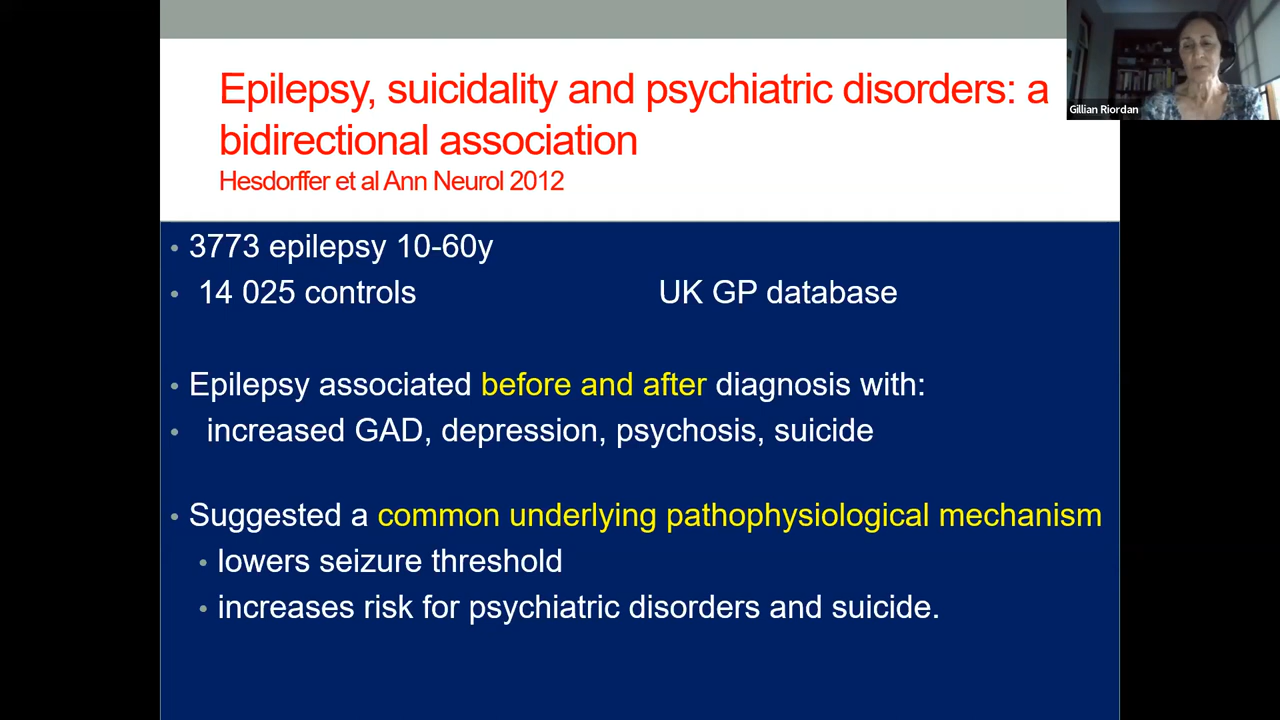 Epilepsy, suicidality and psychiatric disorders: a
bidirectional association
Hesdorffer et al Ann Neurol 2012
Gillian Riordan
• 3773 epilepsy 10-60y
• 14 025 controls UK GP database
• Epilepsy associated before and after diagnosis with:
• increased GAD, depression, psychosis, suicide
• Suggested a common underlying pathophysiological mechanism
• lowers seizure threshold
• increases risk for psychiatric disorders and suicide.